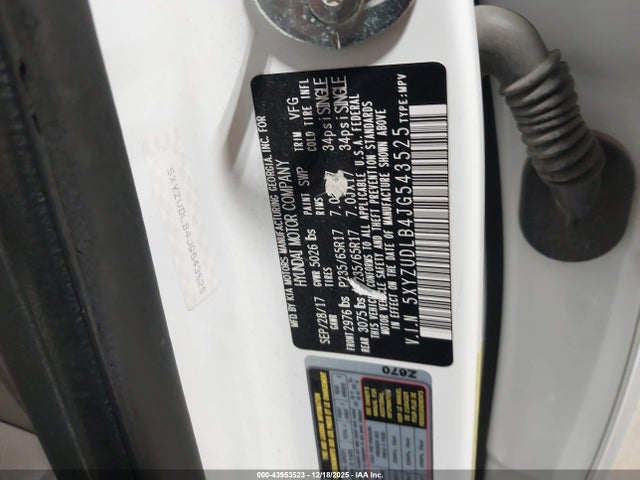 MFD BY KIA MOTORS MANUFACTURING GEORGIA, INC. FOR
HYUNDAI MOTOR COMPANY
SEP/28/17 GVWR 5026 lbs PAINT SWP TRIM VFG
GAWR TIRES RIMS COLD TIRE INFL
FRONT 2976 lbs P235/65R17 34psi SINGLE
REAR 3075 lbs P235/65R17 34psi SINGLE
THIS VEHICLE CONFORMS TO ALL APPLICABLE U.S.A. FEDERAL
MOTOR VEHICLE SAFETY AND THEFT PREVENTION STANDARDS
IN EFFECT ON THE DATE OF MANUFACTURE SHOWN ABOVE
V.I.N 5XYZUDLB4JG543525 TYPE:MPV
5XYZUDLB4JG543525
Z670
000-43953523 - 12/18/2025 - IAAI